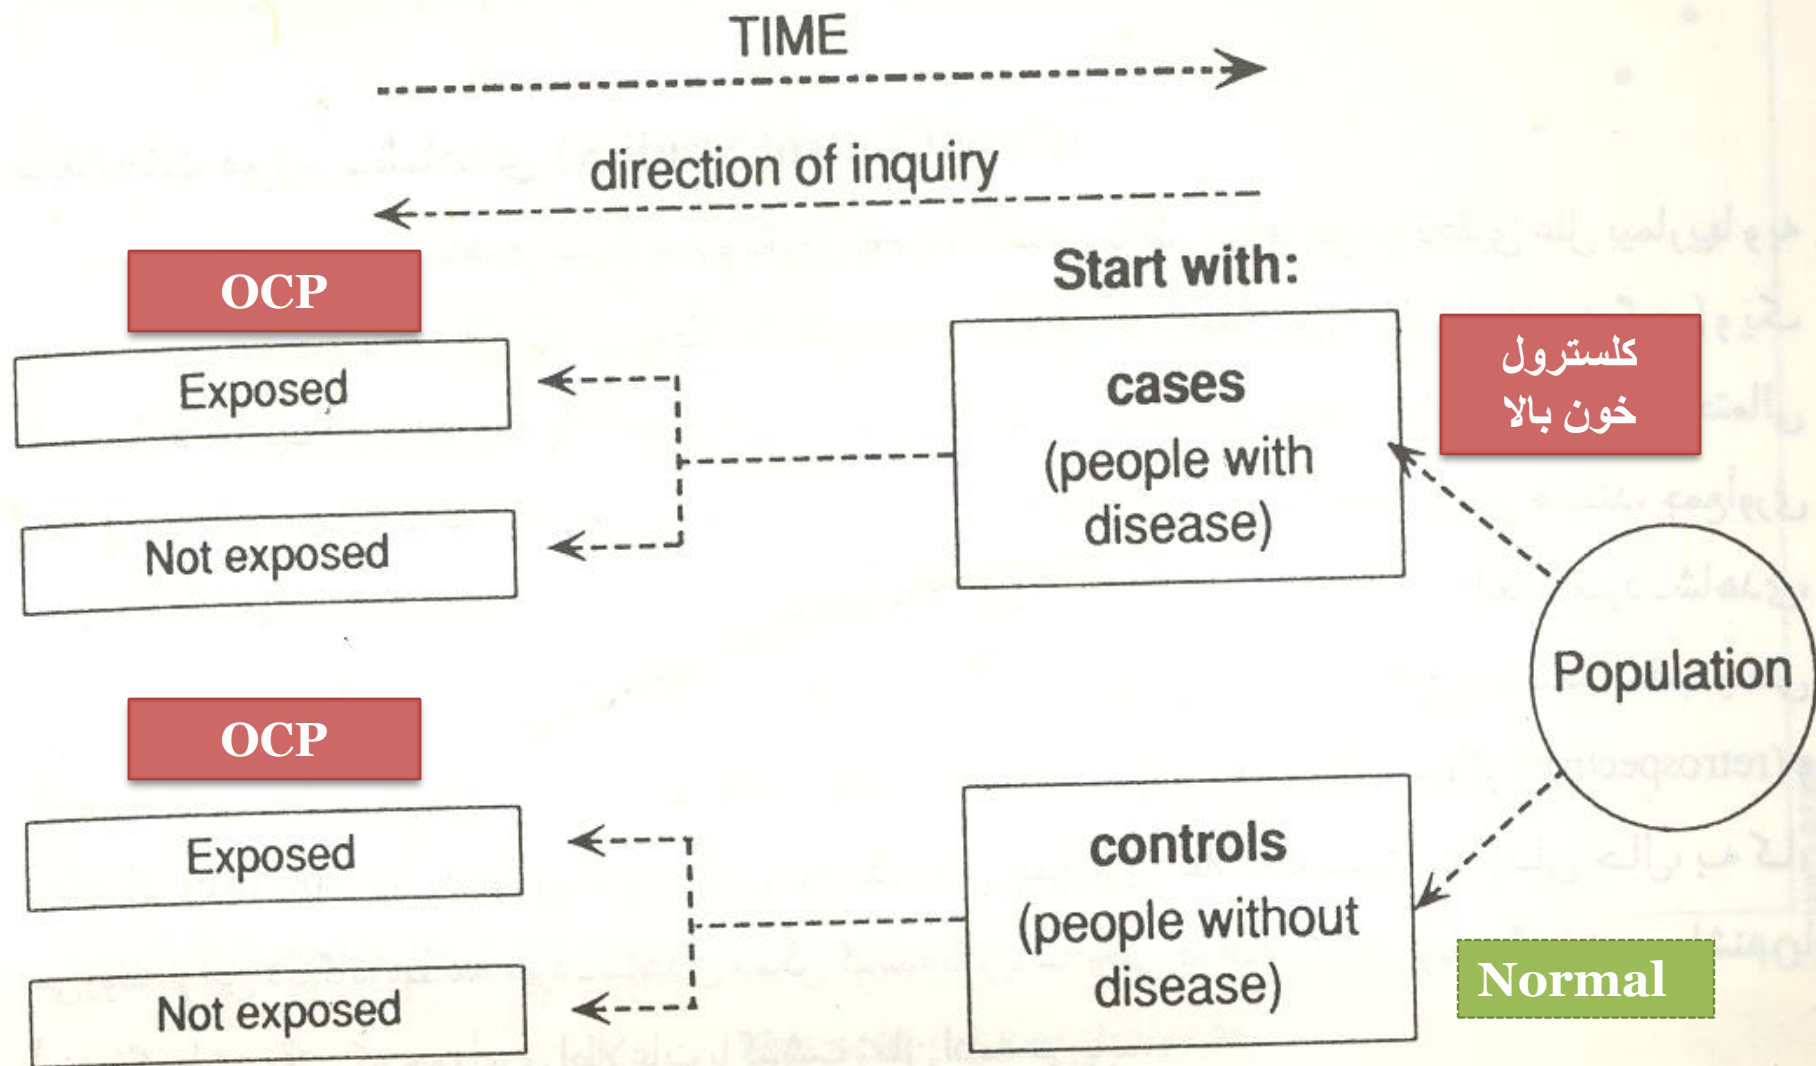 TIME
direction of inquiry
OCP
Start with:
Exposed
cases
(people with
disease)
کلسترول
خون بالا
Not exposed
Population
OCP
Exposed
controls
(people without
disease)
Normal
Not exposed